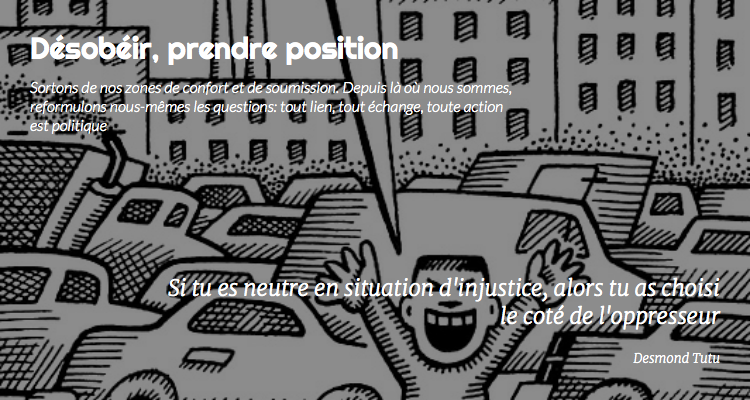 Désobéir, prendre position
Sortons de nos zones de confort et de soumission. Depuis là où nous sommes,
reformulons nous-mêmes les questions: tout lien, tout échange, toute action
est politique
Si tu es neutre en situation d'injustice, alors tu as choisi
le coté de l'oppresseur
Desmond Tutu